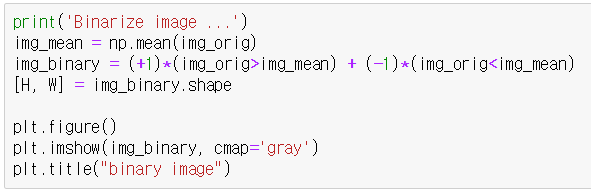 print('Binarize image ...')
img_mean = np.mean(img_orig)
img_binary = (+1)*(img_orig>img_mean) + (-1)*(img_orig<img_mean)
[H, W] = img_binary.shape

plt.figure()
plt.imshow(img_binary, cmap='gray')
plt.title("binary image")